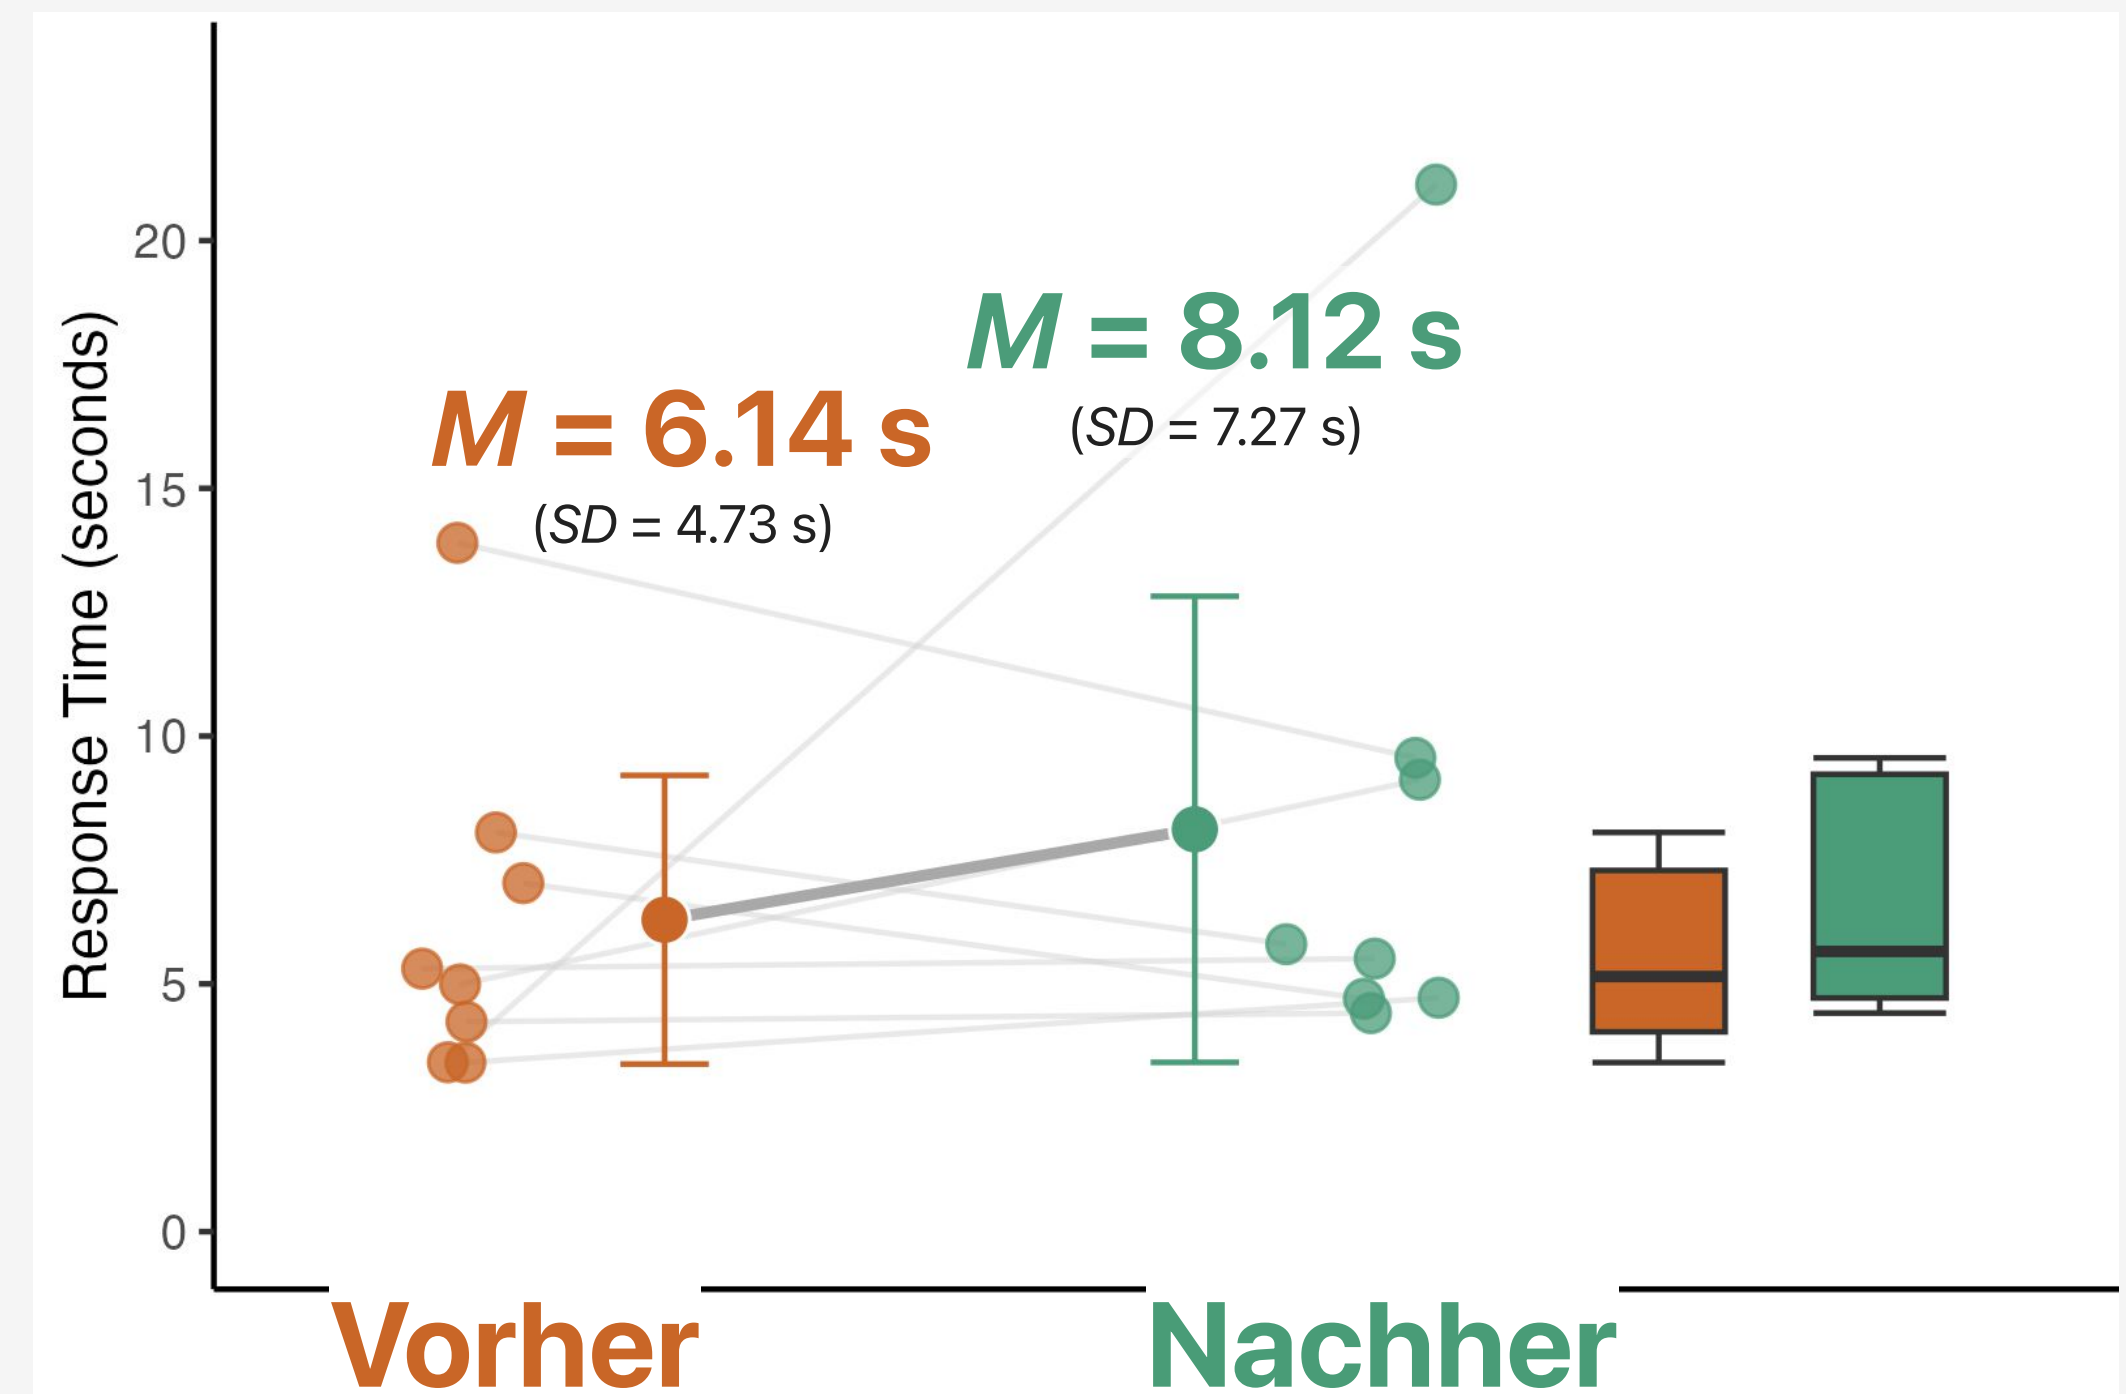 Response Time (seconds)
20
15
10
5
0
M = 6.14 s
(SD = 4.73 s)
M = 8.12 s
(SD = 7.27 s)
Vorher
Nachher